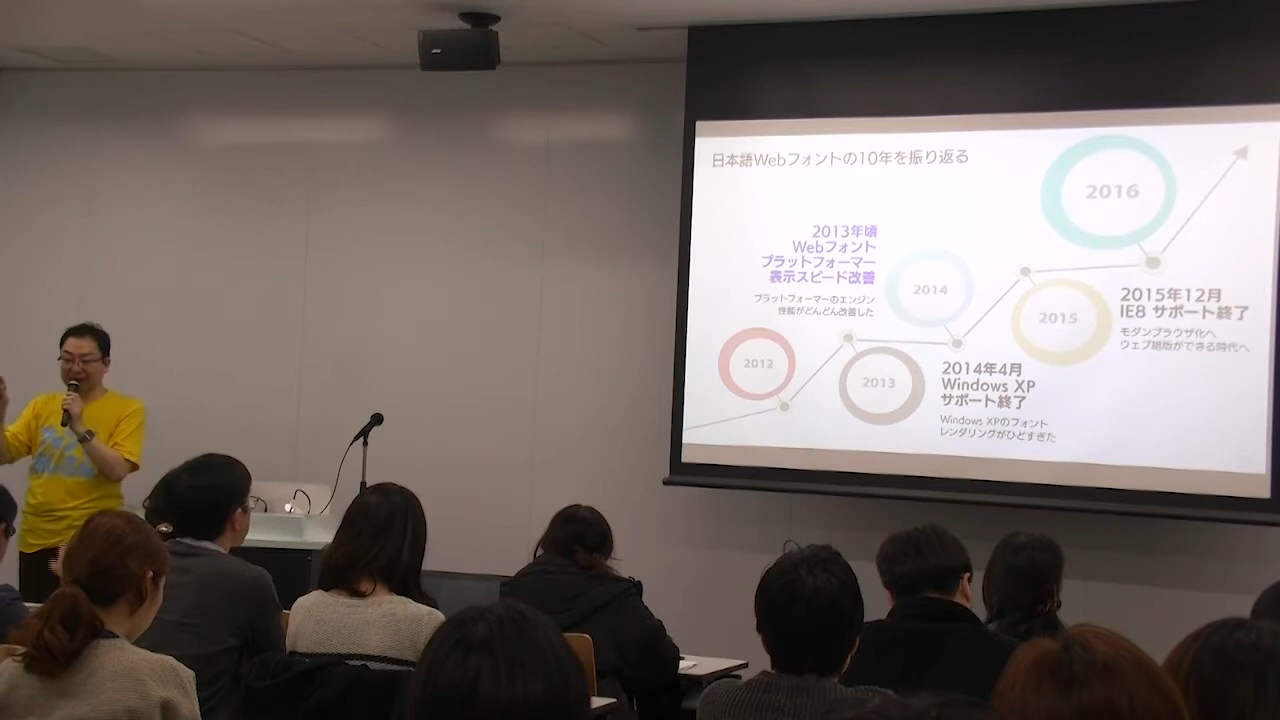 日本語Webフォントの10年を振り返る
2016
2013年頃
Webフォント
プラットフォーマー
表示スピード改善
プラットフォーマーのエンジン
性能がどんどん改善した
2014
2015
2015年12月
IE8 サポート終了
モダンブラウザ化へ
ウェブ組版ができる時代へ
2012
2013
2014年4月
Windows XP
サポート終了
Windows XPのフォント
レンダリングがひどすぎた